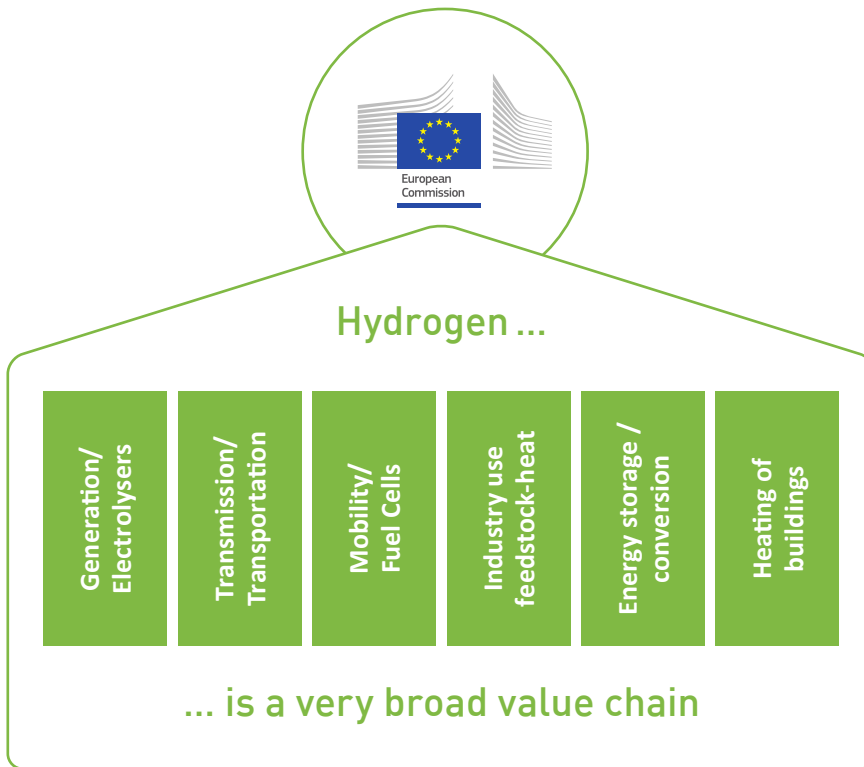 European
Commission
Hydrogen ...
Generation/
Electrolysers
Transmission/
Transportation
Mobility/
Fuel Cells
Industry use
feedstock-heat
Energy storage /
conversion
Heating of
buildings
... is a very broad value chain